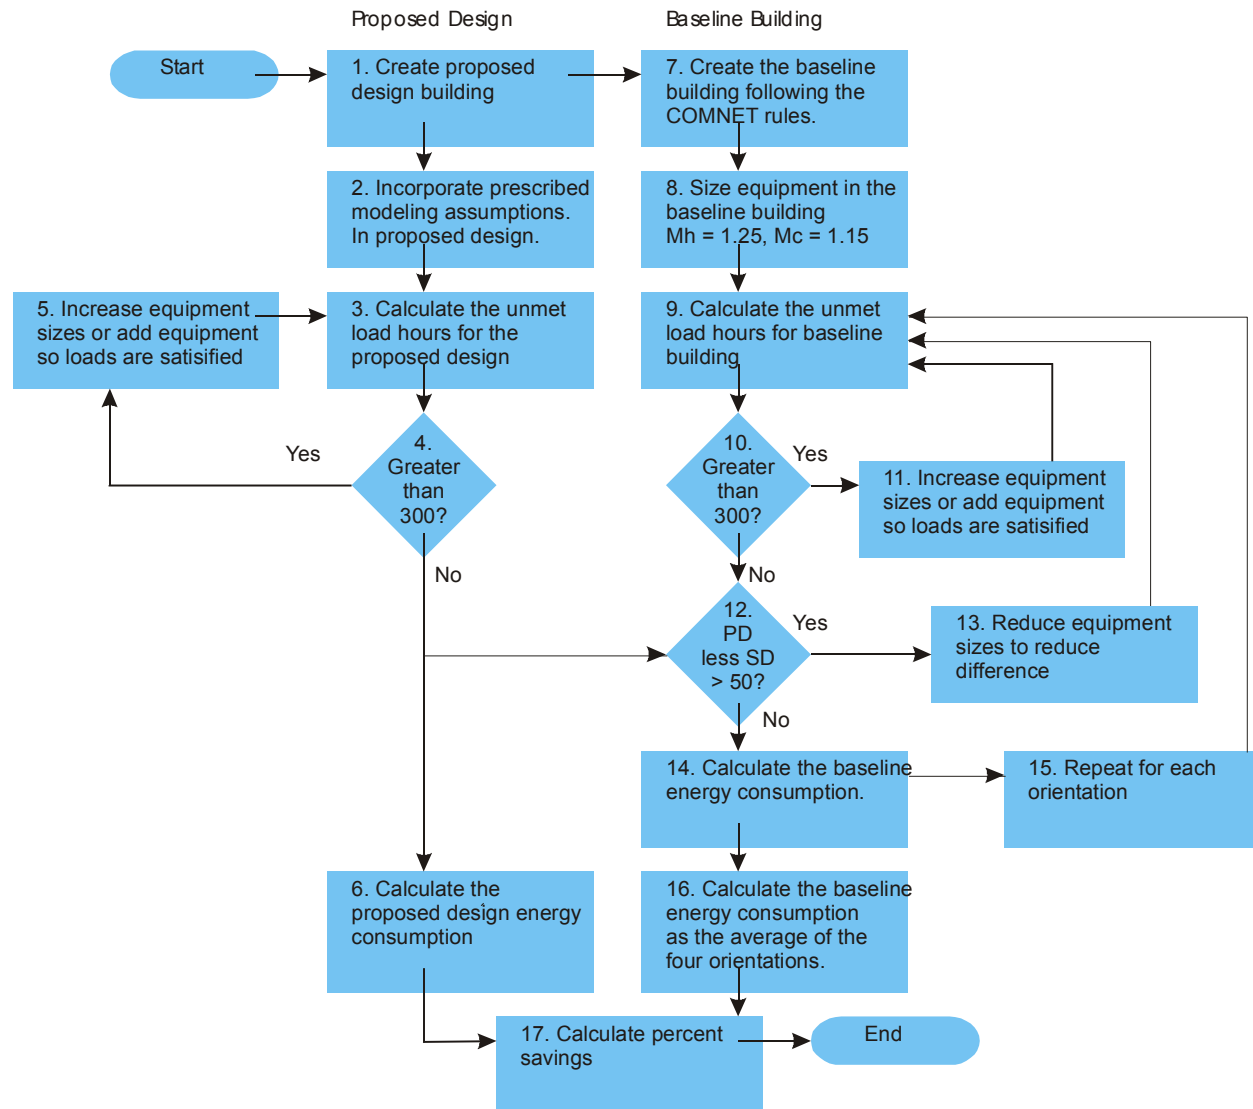 Proposed Design
Baseline Building
Start
1. Create proposed
design building
7. Create the baseline
building following the
COMNET rules.
2. Incorporate prescribed
modeling assumptions.
In proposed design.
8. Size equipment in the
baseline building
Mh = 1.25, Mc = 1.15
5. Increase equipment
sizes or add equipment
so loads are satisified
3. Calculate the unmet
load hours for the
proposed design
9. Calculate the unmet
load hours for baseline
building
4.
Greater
than
300?
Yes
No
10.
Greater
than
300?
Yes
No
11. Increase equipment
sizes or add equipment
so loads are satisified
12.
PD
less SD
> 50?
Yes
No
13. Reduce equipment
sizes to reduce
difference
14. Calculate the baseline
energy consumption.
15. Repeat for each
orientation
6. Calculate the
proposed design energy
consumption
16. Calculate the baseline
energy consumption
as the average of the
four orientations.
17. Calculate percent
savings
End